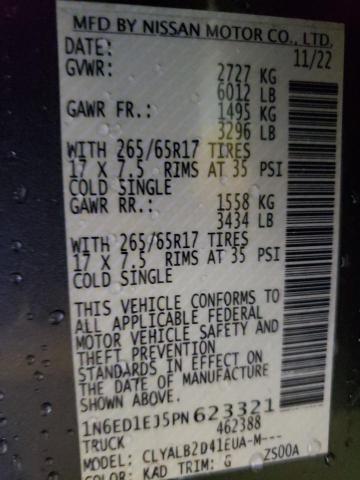 MFD BY NISSAN MOTOR CO., LTD.
DATE: 11/22
GVWR: 2727 KG
6012 LB
GAWR FR.: 1495 KG
3296 LB
WITH 265/65R17 TIRES
17 X 7.5 RIMS AT 35 PSI
COLD SINGLE
GAWR RR.: 1558 KG
3434 LB
WITH 265/65R17 TIRES
17 X 7.5 RIMS AT 35 PSI
COLD SINGLE
THIS VEHICLE CONFORMS TO
ALL APPLICABLE FEDERAL
MOTOR VEHICLE SAFETY AND
THEFT PREVENTION
STANDARDS IN EFFECT ON
THE DATE OF MANUFACTURE
SHOWN ABOVE.
1N6ED1EJ5PN623321
TRUCK 462388
MODEL: CLYALB2D41EUA-M---
COLOR: KAD TRIM: G ZS00A